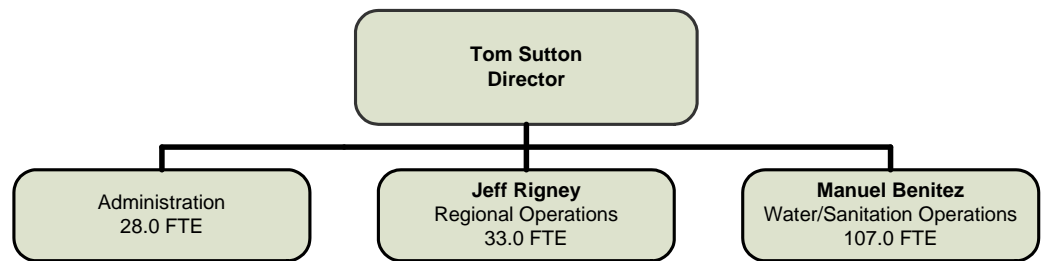 Tom Sutton
Director
Administration
28.0 FTE
Jeff Rigney
Regional Operations
33.0 FTE
Manuel Benitez
Water/Sanitation Operations
107.0 FTE